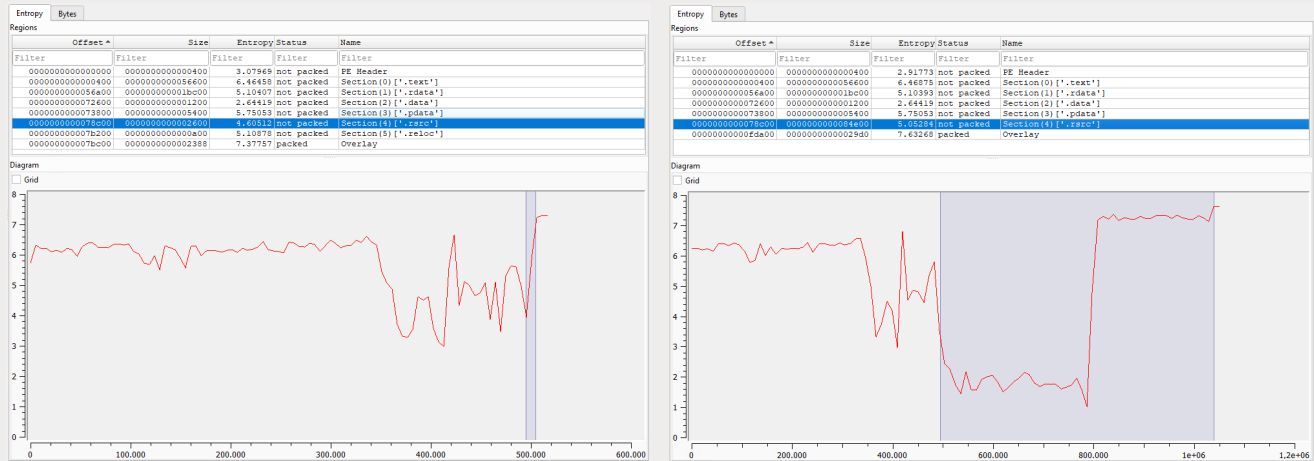 Entropy Bytes
Regions
Offset Size Entropy Status Name
Filter Filter Filter Filter Filter
0000000000000000 0000000000000400 3.07969 not packed PE Header
0000000000000400 0000000000056600 6.46458 not packed Section(0)['.text']
0000000000056a00 000000000001bc00 5.10407 not packed Section(1)['.rdata']
0000000000072600 0000000000001200 2.64419 not packed Section(2)['.data']
0000000000073800 0000000000005400 5.75053 not packed Section(3)['.pdata']
0000000000078c00 0000000000002600 4.60512 not packed Section(4)['.rsrc']
000000000007b200 0000000000000a00 5.10878 not packed Section(5)['.reloc']
000000000007bc00 0000000000002388 7.37757 packed Overlay
Diagram
Grid
8
7
6
5
4
3
2
1
0
0 100.000 200.000 300.000 400.000 500.000 600.000
Entropy Bytes
Regions
Offset Size Entropy Status Name
Filter Filter Filter Filter Filter
0000000000000000 0000000000000400 2.91773 not packed PE Header
0000000000000400 0000000000056600 6.46875 not packed Section(0)['.text']
0000000000056a00 000000000001bc00 5.10393 not packed Section(1)['.rdata']
0000000000072600 0000000000001200 2.64419 not packed Section(2)['.data']
0000000000073800 0000000000005400 5.75053 not packed Section(3)['.pdata']
0000000000078c00 0000000000084e00 5.05284 not packed Section(4)['.rsrc']
00000000000fda00 00000000000029d0 7.63268 packed Overlay
Diagram
Grid
8
7
6
5
4
3
2
1
0
0 200.000 400.000 600.000 800.000 1e+06 1,2e+06